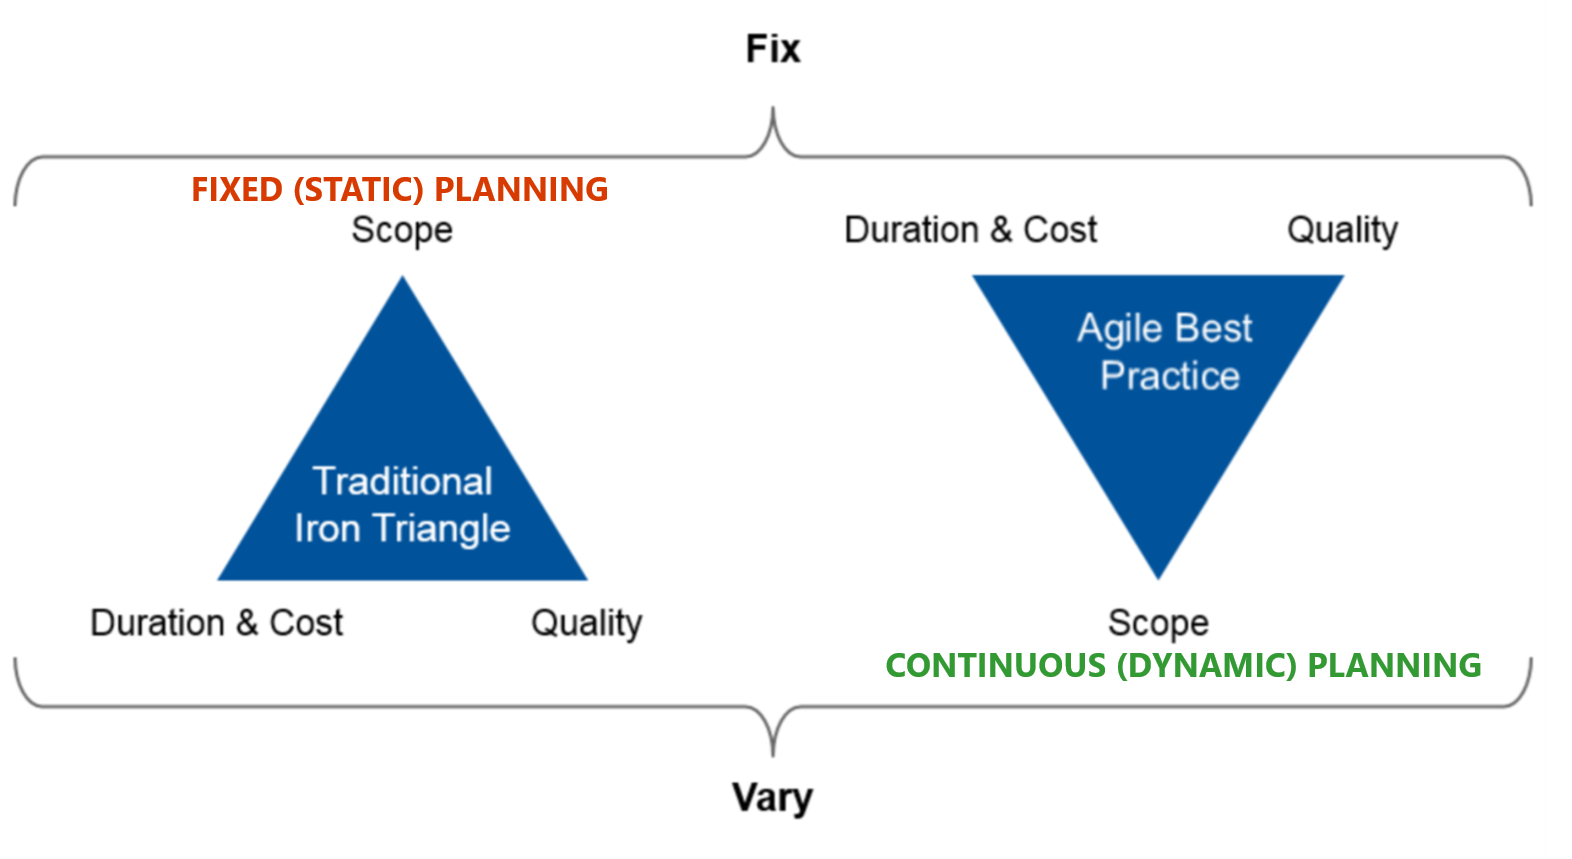 Fix
FIXED (STATIC) PLANNING
Scope
Duration & Cost
Quality
Agile Best
Practice
Traditional
Iron Triangle
Duration & Cost
Quality
Scope
CONTINUOUS (DYNAMIC) PLANNING
Vary